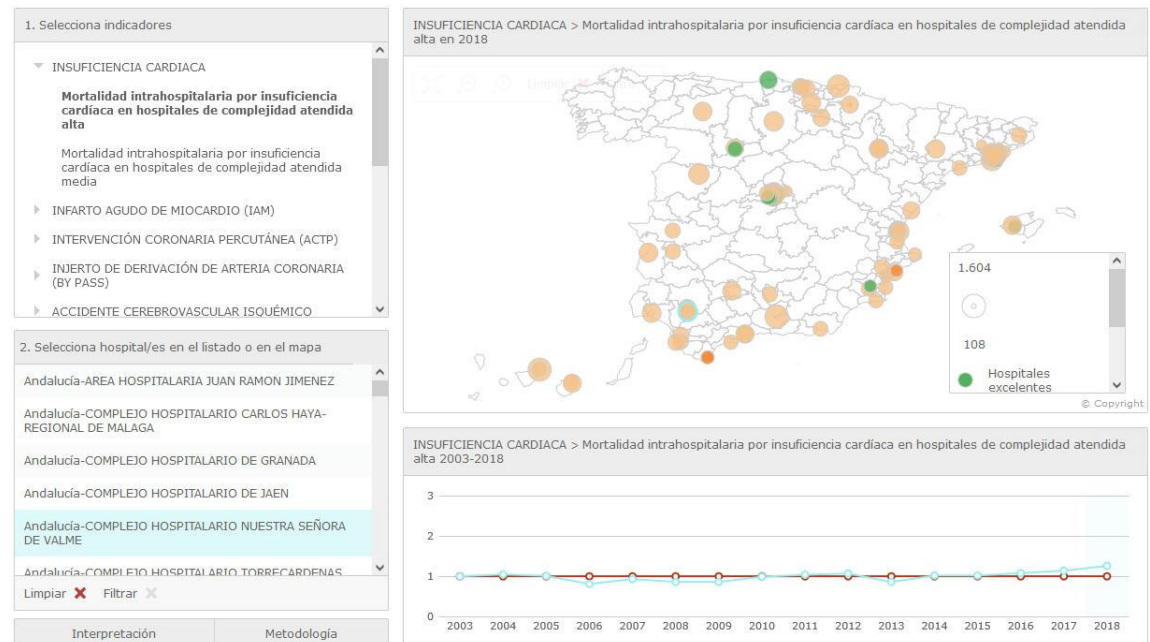 1. Selecciona indicadores
INSUFICIENCIA CARDIACA
Mortalidad intrahospitalaria por insuficiencia
cardíaca en hospitales de complejidad atendida
alta
Mortalidad intrahospitalaria por insuficiencia
cardíaca en hospitales de complejidad atendida
media
INFARTO AGUDO DE MIOCARDIO (IAM)
INTERVENCIÓN CORONARIA PERCUTÁNEA (ACTP)
INJERTO DE DERIVACIÓN DE ARTERIA CORONARIA
(BY PASS)
ACCIDENTE CEREBROVASCULAR ISQUÉMICO
2. Selecciona hospital/es en el listado o en el mapa
Andalucía-AREA HOSPITALARIA JUAN RAMON JIMENEZ
Andalucía-COMPLEJO HOSPITALARIO CARLOS HAYA-
REGIONAL DE MALAGA
Andalucía-COMPLEJO HOSPITALARIO DE GRANADA
Andalucía-COMPLEJO HOSPITALARIO DE JAEN
Andalucía-COMPLEJO HOSPITALARIO NUESTRA SEÑORA
DE VALME
Andalucía-COMPLEJO HOSPITALARIO TORRECARDENAS
Limpiar Filtrar
Interpretación Metodología
INSUFICIENCIA CARDIACA > Mortalidad intrahospitalaria por insuficiencia cardíaca en hospitales de complejidad atendida
alta en 2018
Limpiar
1.604
108
Hospitales
excelentes
© Copyright
INSUFICIENCIA CARDIACA > Mortalidad intrahospitalaria por insuficiencia cardíaca en hospitales de complejidad atendida
alta 2003-2018
3
2
1
0
2003 2004 2005 2006 2007 2008 2009 2010 2011 2012 2013 2014 2015 2016 2017 2018